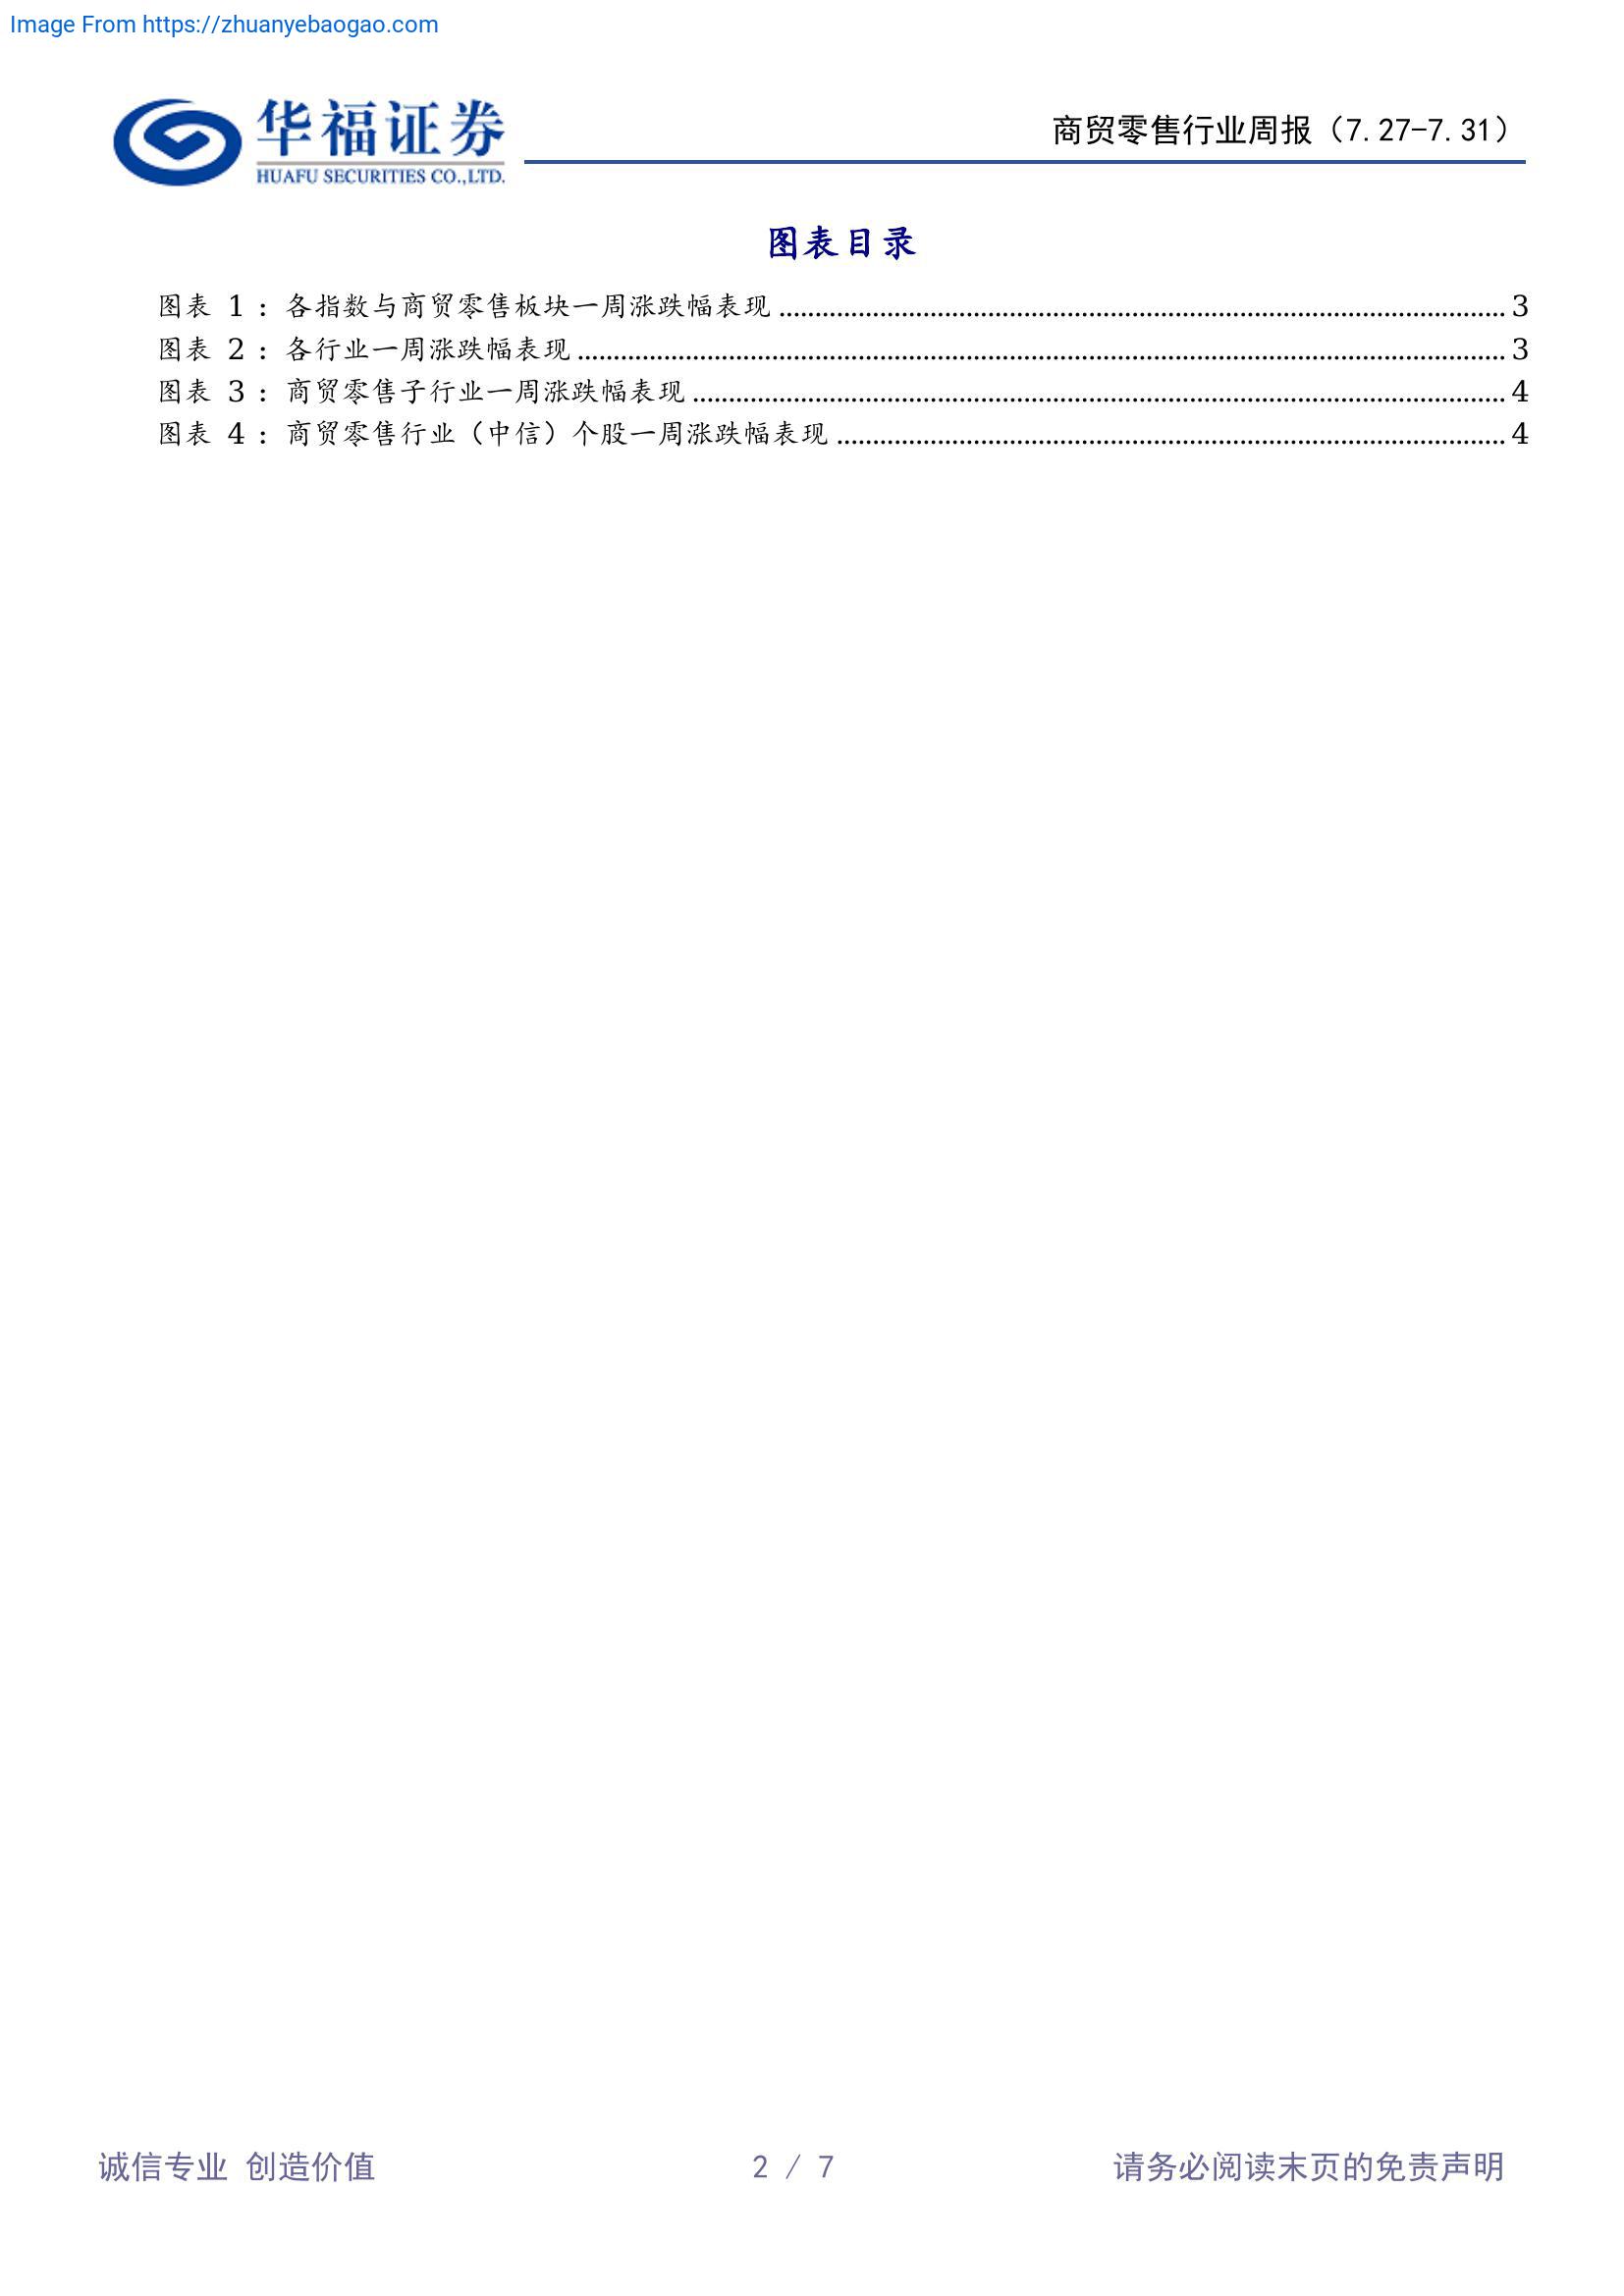 Image From https://zhuanyebaogao.com
华福证券
HUAFU SECURITIES CO.,LTD.
商贸零售行业周报（7.27-7.31）
图表目录
图表 1 : 各指数与商贸零售板块一周涨跌幅表现 3
图表 2 : 各行业一周涨跌幅表现 3
图表 3 : 商贸零售子行业一周涨跌幅表现 4
图表 4 : 商贸零售行业（中信）个股一周涨跌幅表现 4
诚信专业 创造价值 2 / 7 请务必阅读末页的免责声明